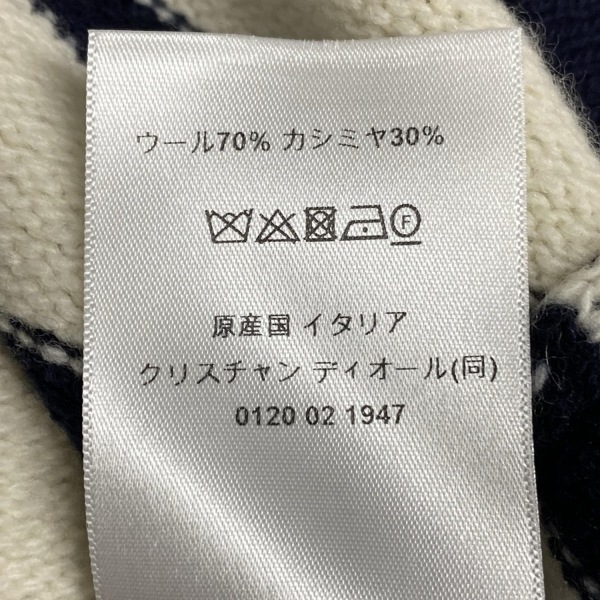 ウール70% カシミヤ30%
F
原産国 イタリア
クリスチャン ディオール(同)
0120 02 1947